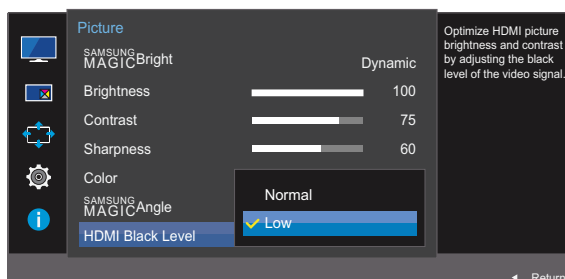 Picture
SAMSUNG
MAGICBright Dynamic
Brightness 100
Contrast 75
Sharpness 60
Color
SAMSUNG
MAGICAngle
HDMI Black Level
Normal
Low
Optimize HDMI picture
brightness and contrast
by adjusting the black
level of the video signal.
Return